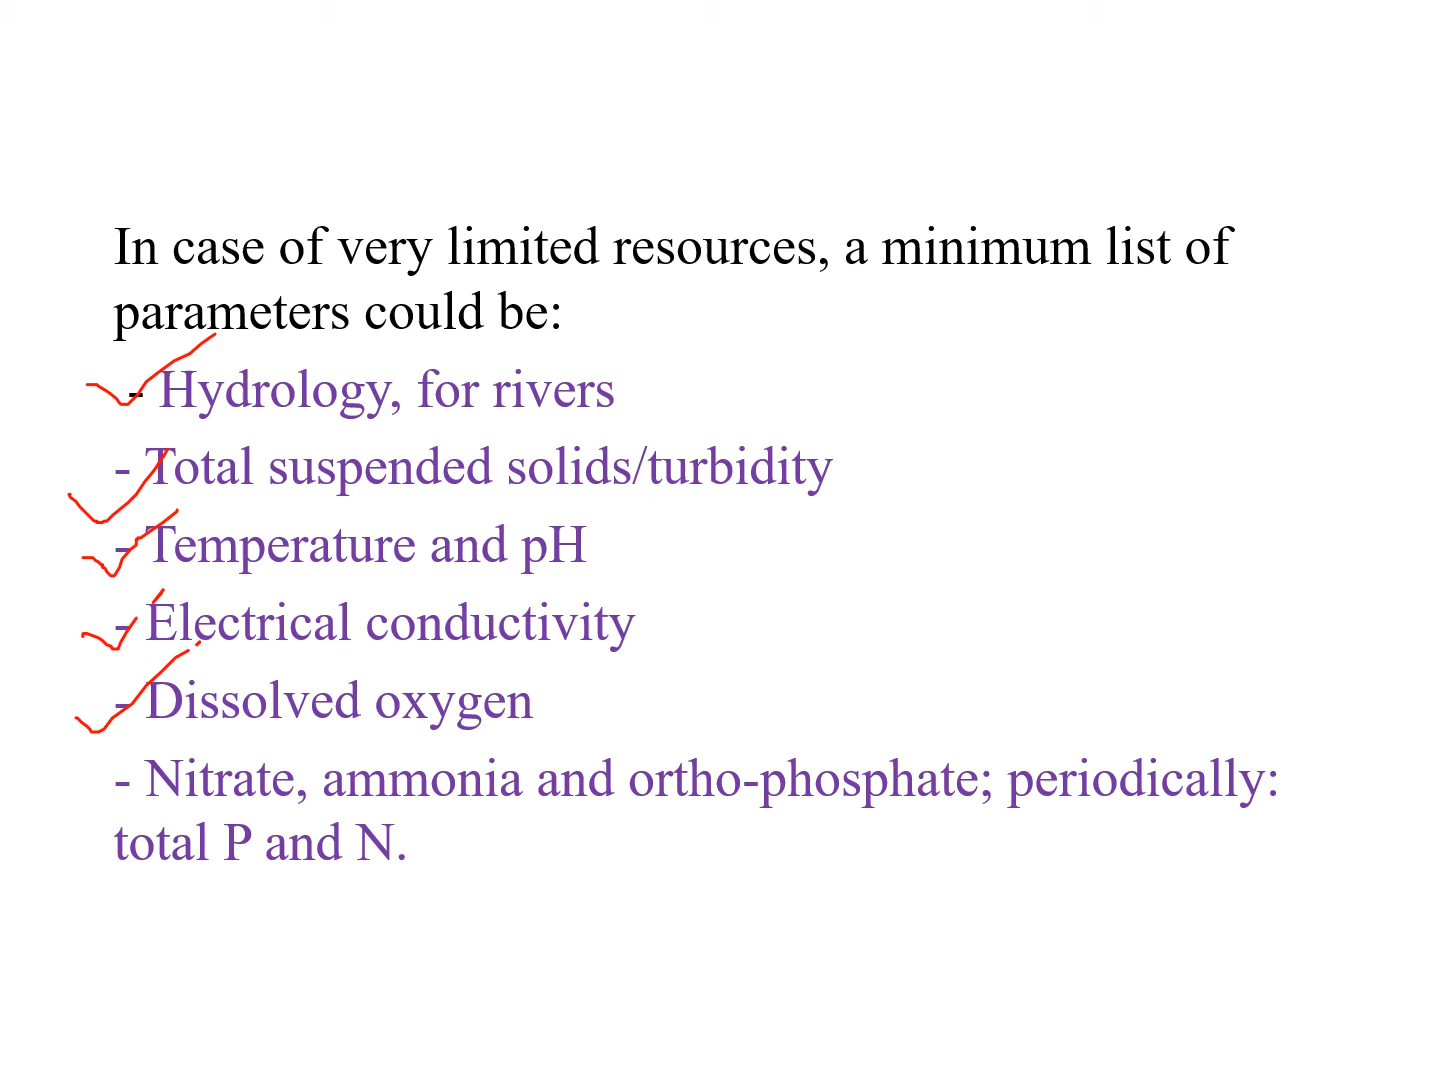 In case of very limited resources, a minimum list of
parameters could be:
- Hydrology, for rivers
- Total suspended solids/turbidity
- Temperature and pH
- Electrical conductivity
- Dissolved oxygen
- Nitrate, ammonia and ortho-phosphate; periodically:
total P and N.